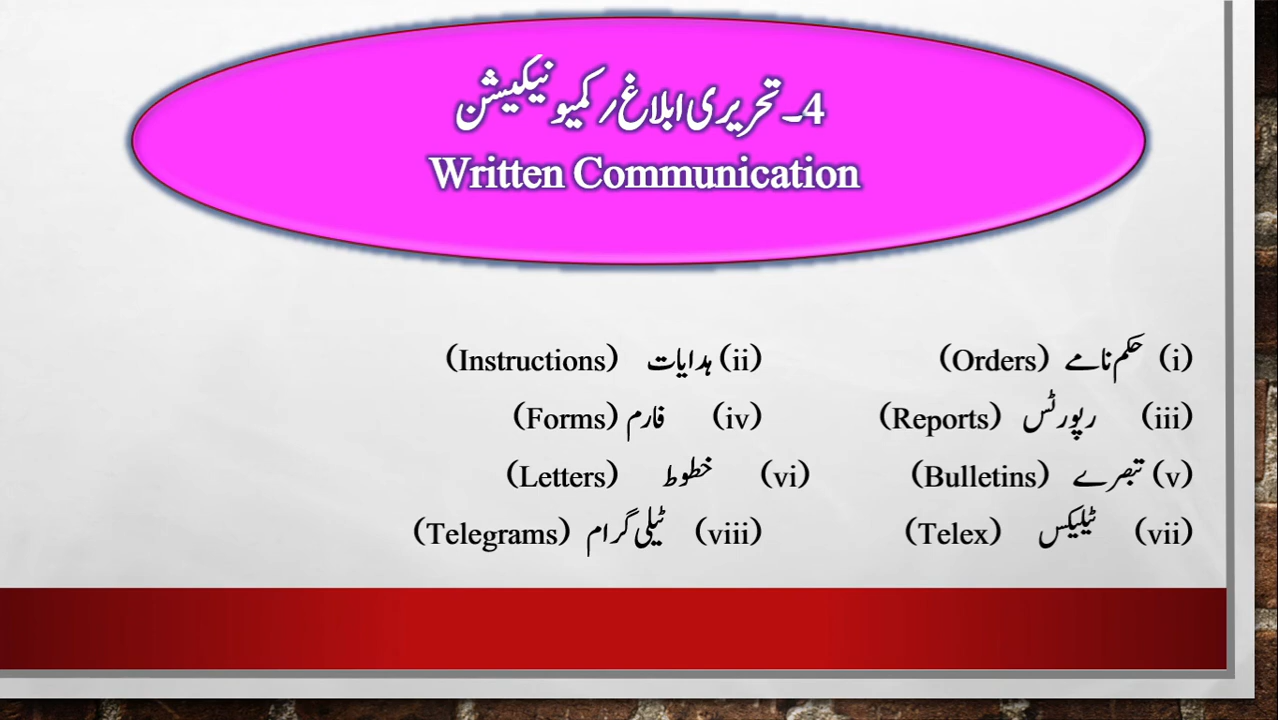 4۔ تحریری ابلاغ / کمیونیکیشن
Written Communication
(i) حکم نامے (Orders) (ii) ہدایات (Instructions)
(iii) رپورٹس (Reports) (iv) فارم (Forms)
(v) تبصرے (Bulletins) (vi) خطوط (Letters)
(vii) ٹیلیکس (Telex) (viii) ٹیلی گرام (Telegrams)